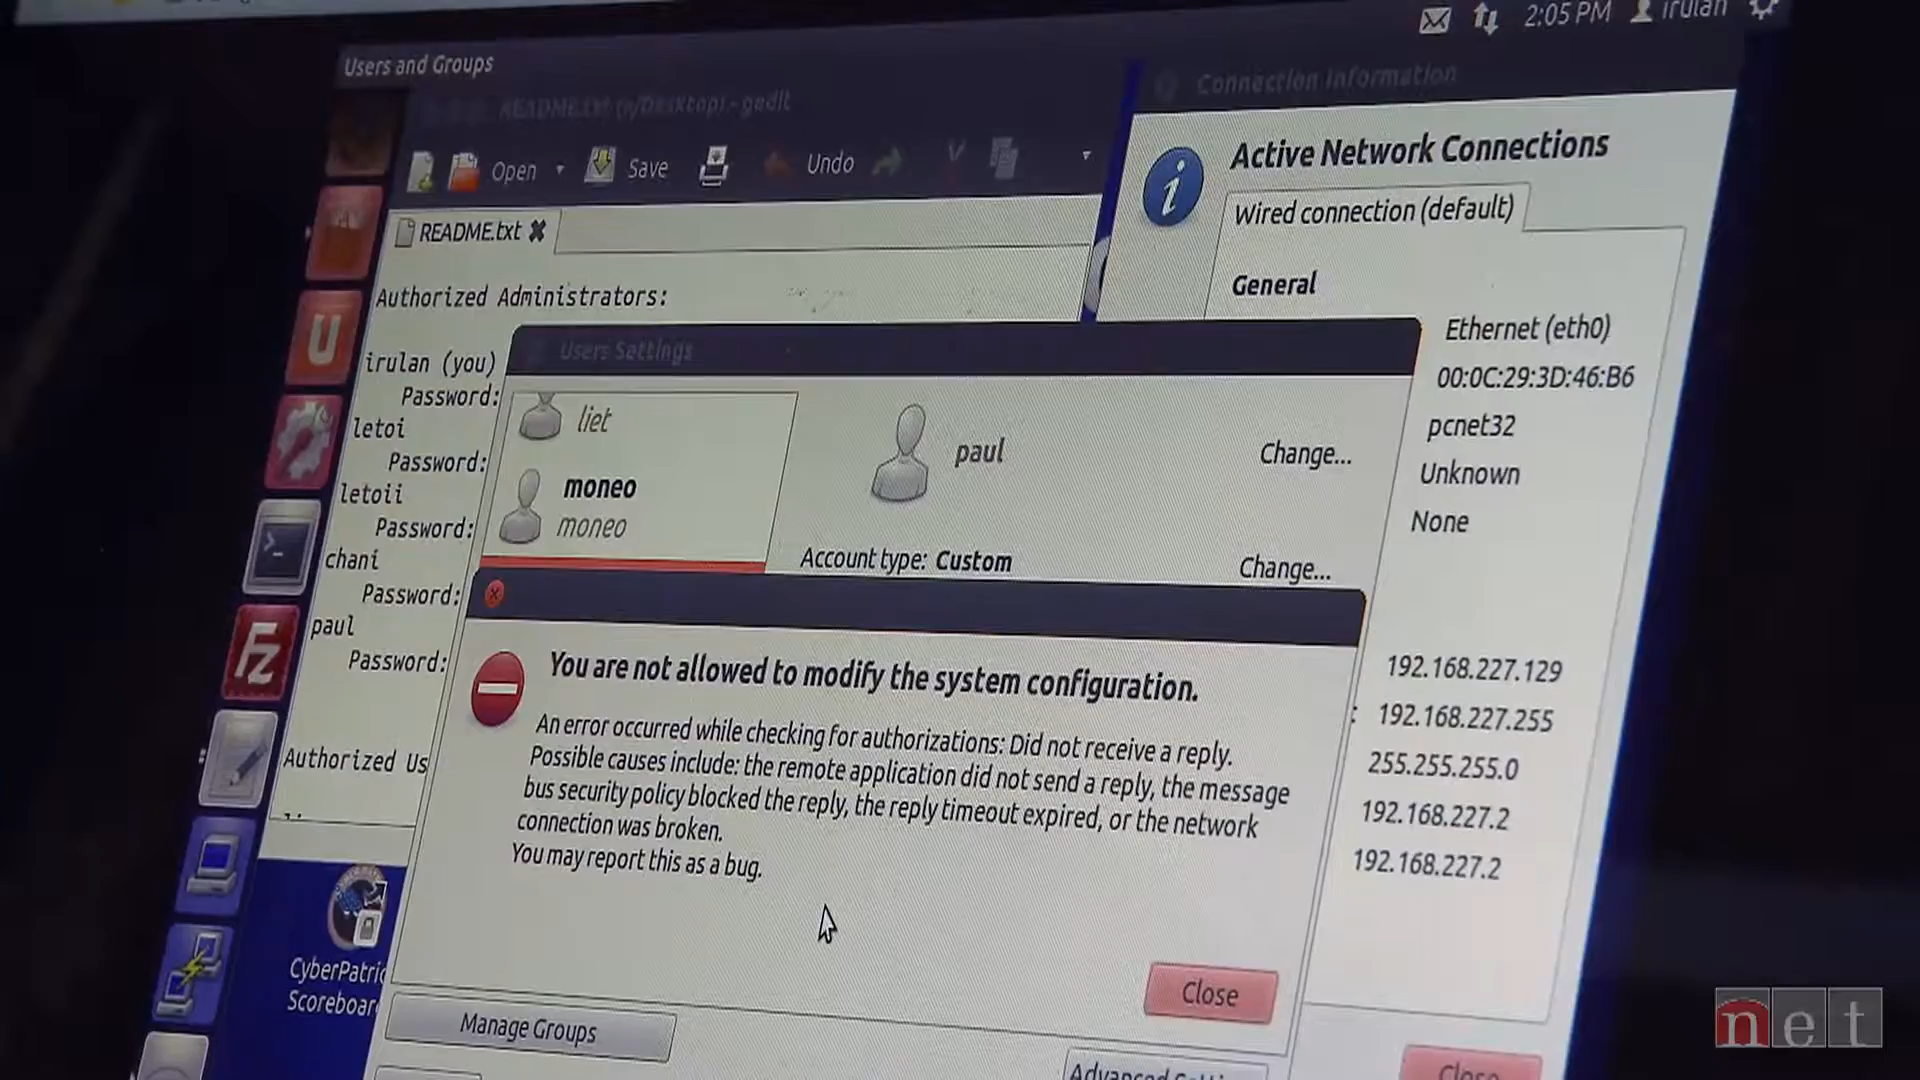 2:05 PM irulan
Users and Groups
README.txt (~/Desktop) - gedit
Connection Information
Open Save Undo
README.txt
Authorized Administrators:
irulan (you)
Password:
letoi
Password:
letoii
Password:
chani
Password:
paul
Password:
Authorized Us
Active Network Connections
Wired connection (default)
General
Ethernet (eth0)
00:0C:29:3D:46:B6
pcnet32
Unknown
None
192.168.227.129
: 192.168.227.255
255.255.255.0
192.168.227.2
192.168.227.2
Close
Users Settings
liet
moneo
moneo
paul
Change...
Account type: Custom
Change...
You are not allowed to modify the system configuration.
An error occurred while checking for authorizations: Did not receive a reply.
Possible causes include: the remote application did not send a reply, the message
bus security policy blocked the reply, the reply timeout expired, or the network
connection was broken.
You may report this as a bug.
Close
Manage Groups
CyberPatri
Scoreboar
net